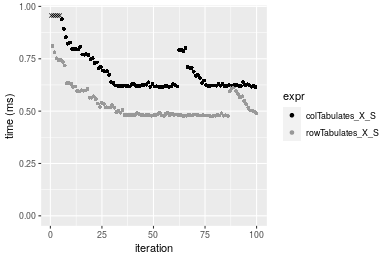 1.00
0.75
0.50
0.25
0.00
time (ms)
0
25
50
75
100
iteration
expr
colTabulates_X_S
rowTabulates_X_S